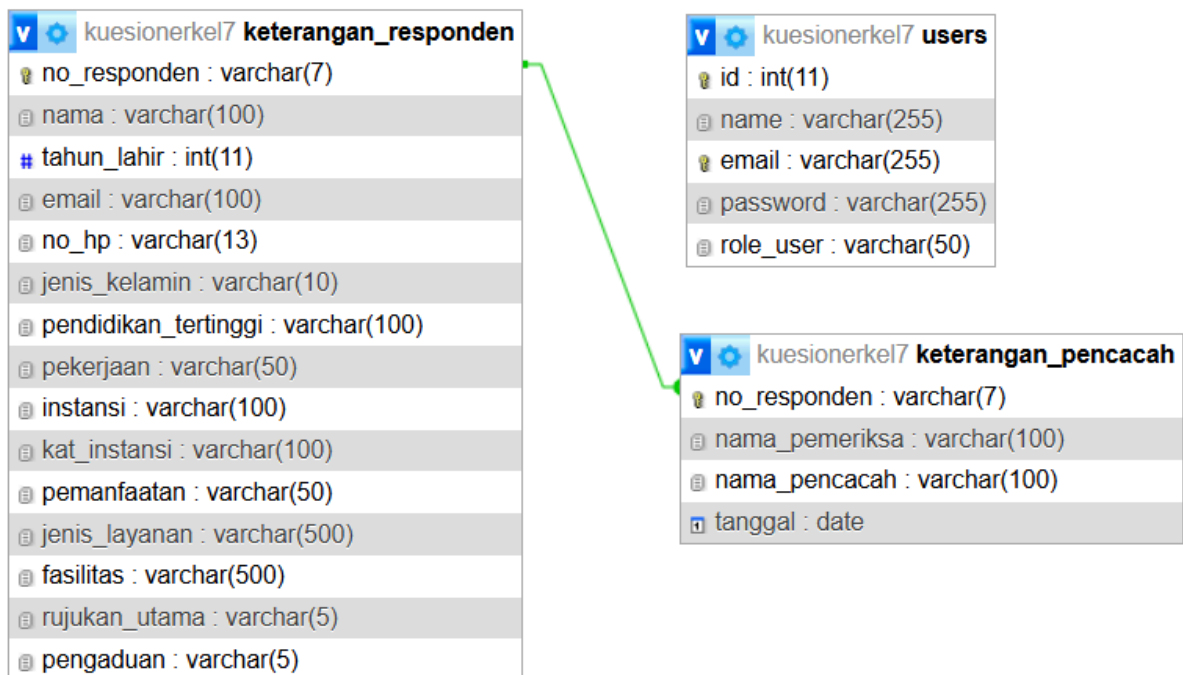 kuesionerkel7 keterangan_responden
no_responden : varchar(7)
nama : varchar(100)
# tahun_lahir : int(11)
email : varchar(100)
no_hp : varchar(13)
jenis_kelamin : varchar(10)
pendidikan_tertinggi : varchar(100)
pekerjaan : varchar(50)
instansi : varchar(100)
kat_instansi : varchar(100)
pemanfaatan : varchar(50)
jenis_layanan : varchar(500)
fasilitas : varchar(500)
rujukan_utama : varchar(5)
pengaduan : varchar(5)
kuesionerkel7 users
id : int(11)
name : varchar(255)
email : varchar(255)
password : varchar(255)
role_user : varchar(50)
kuesionerkel7 keterangan_pencacah
no_responden : varchar(7)
nama_pemeriksa : varchar(100)
nama_pencacah : varchar(100)
tanggal : date